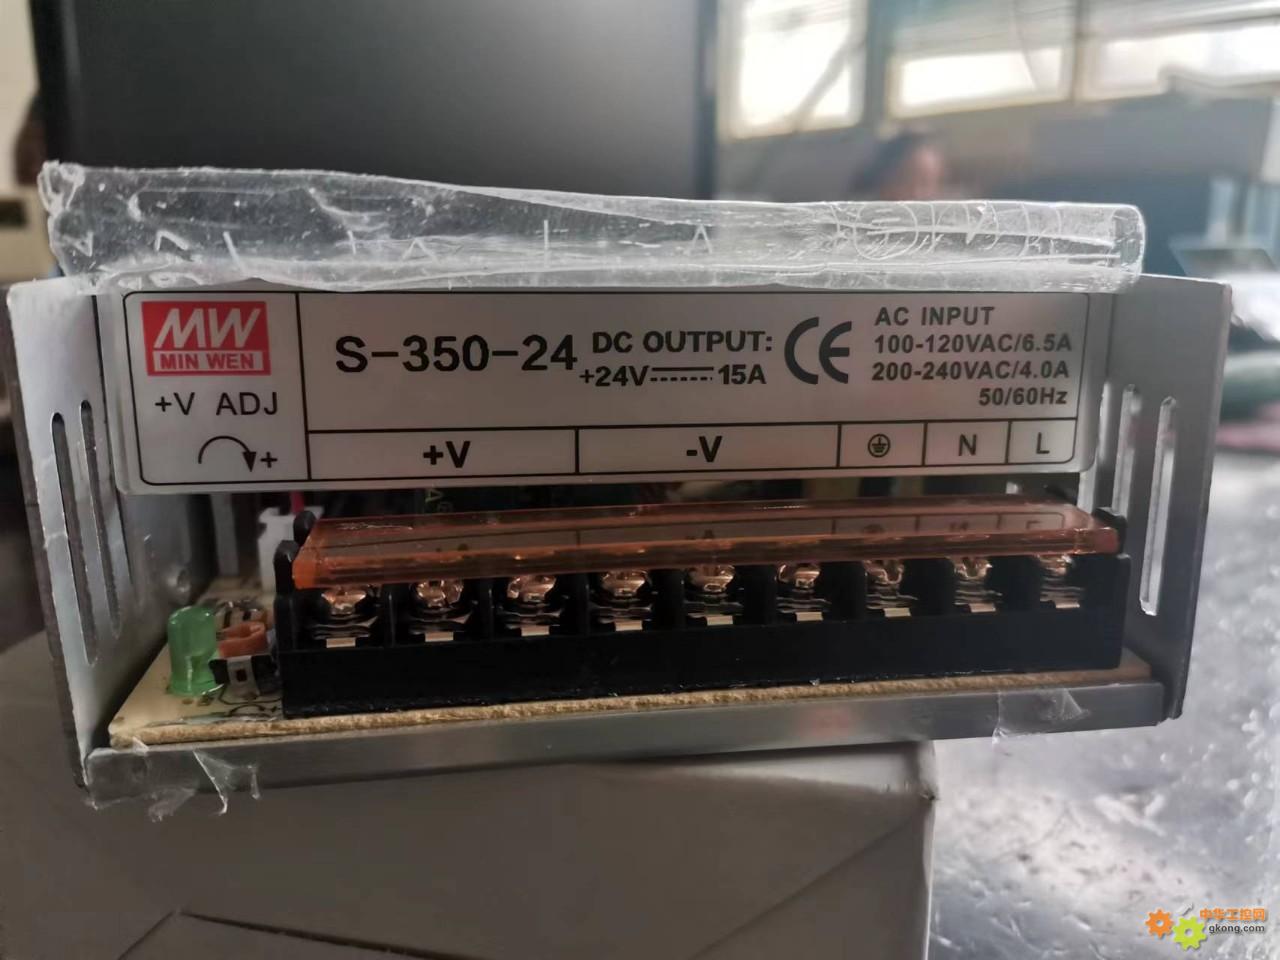 MW
MIN WEN
+V ADJ
+
S-350-24
DC OUTPUT:
+24V 15A
CE
AC INPUT
100-120VAC/6.5A
200-240VAC/4.0A
50/60Hz
+V -V N L
中华工控网
gkong.com